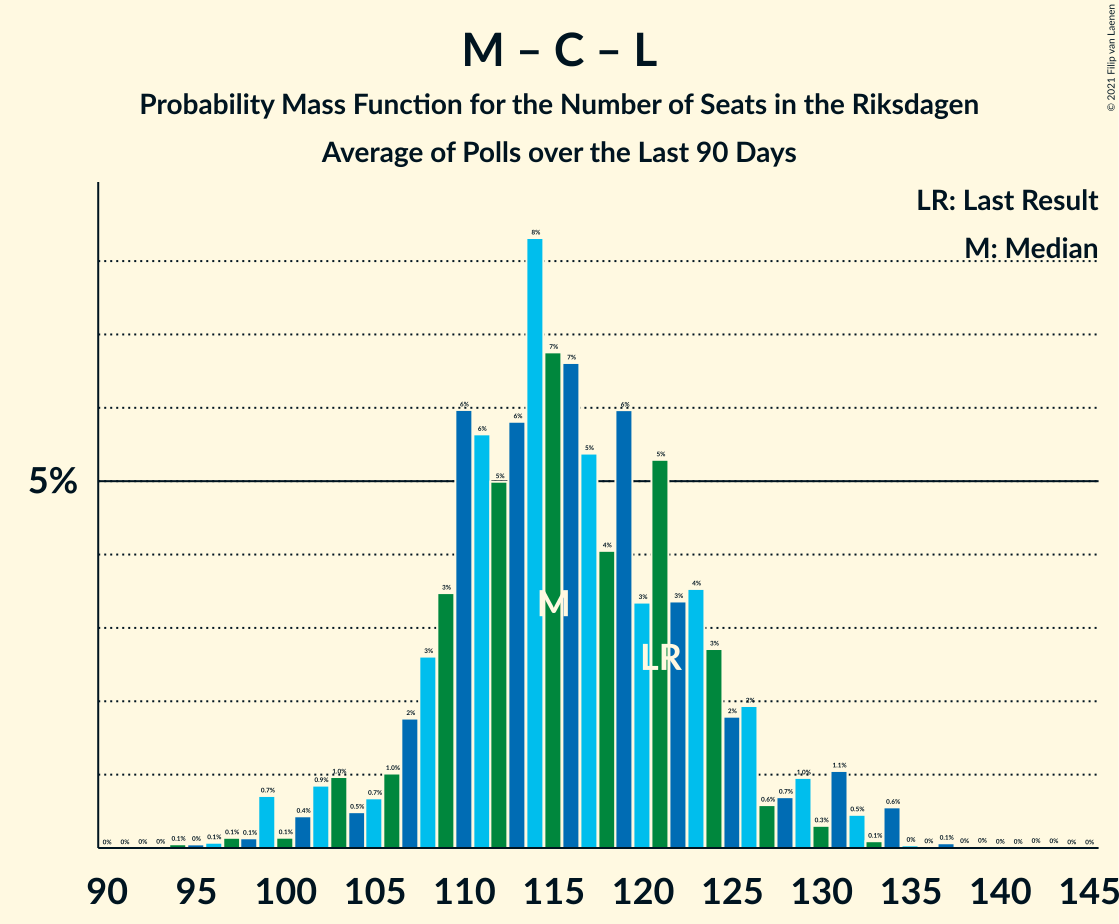 M – C – L
Probability Mass Function for the Number of Seats in the Riksdagen
Average of Polls over the Last 90 Days
© 2021 Filip van Laenen
LR: Last Result
M: Median
5%
0% 0% 0% 0% 0.1% 0% 0.1% 0.1% 0.1% 0.7% 0.1% 0.4% 0.9% 1.0% 0.5% 0.7% 1.0% 2% 3% 3% 6% 6% 5% 6% 8% 7% 7% 5% 4% 6% 3% 5% 3% 4% 3% 2% 2% 0.6% 0.7% 1.0% 0.3% 1.1% 0.5% 0.1% 0.6% 0% 0% 0.1% 0% 0% 0% 0% 0% 0% 0% 0%
M
LR
90 95 100 105 110 115 120 125 130 135 140 145